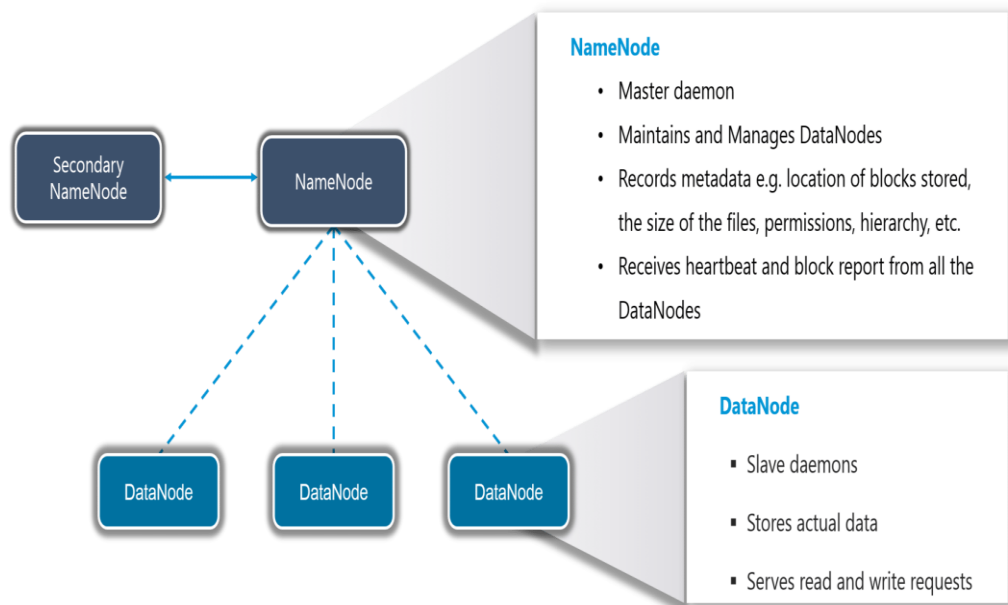 NameNode
• Master daemon
• Maintains and Manages DataNodes
• Records metadata e.g. location of blocks stored,
the size of the files, permissions, hierarchy, etc.
• Receives heartbeat and block report from all the
DataNodes
Secondary
NameNode
NameNode
DataNode
DataNode
DataNode
DataNode
▪ Slave daemons
▪ Stores actual data
▪ Serves read and write requests